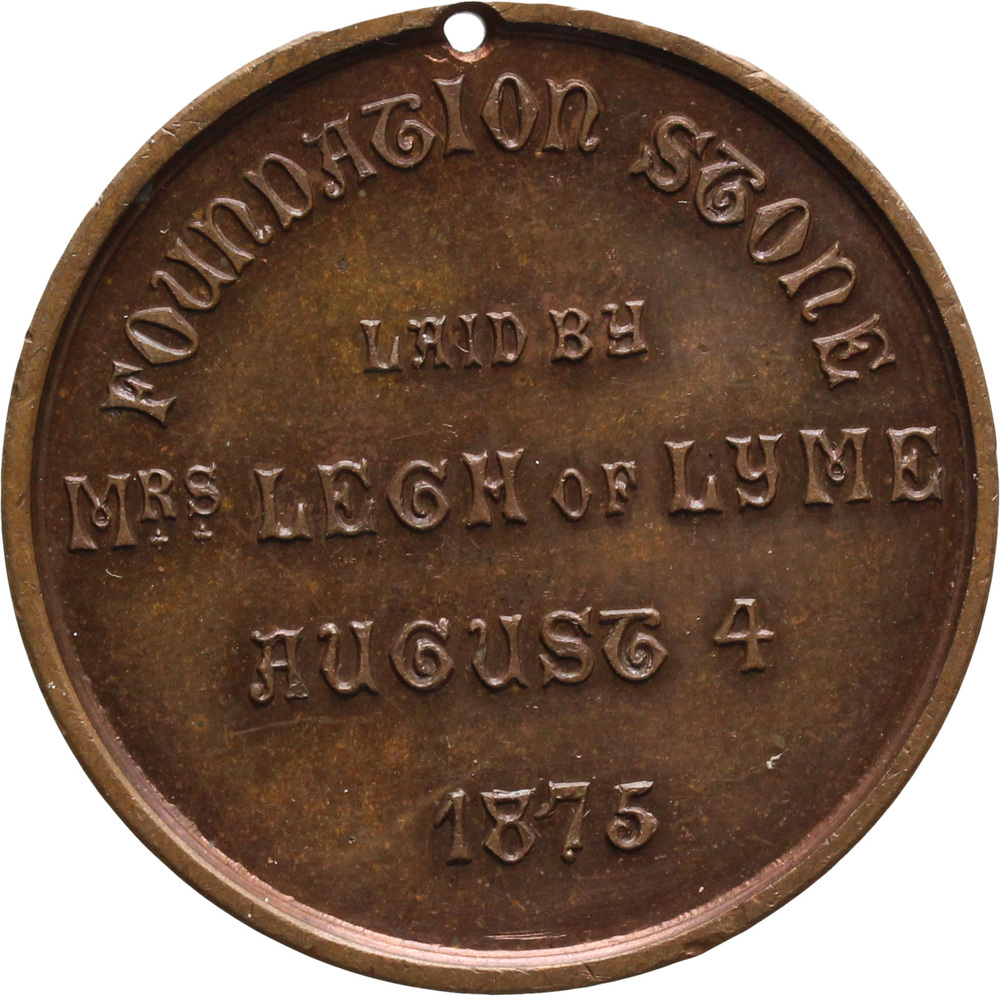 FOUNDATION STONE
LAID BY
MRS LEGH OF LYME
AUGUST 4
1875